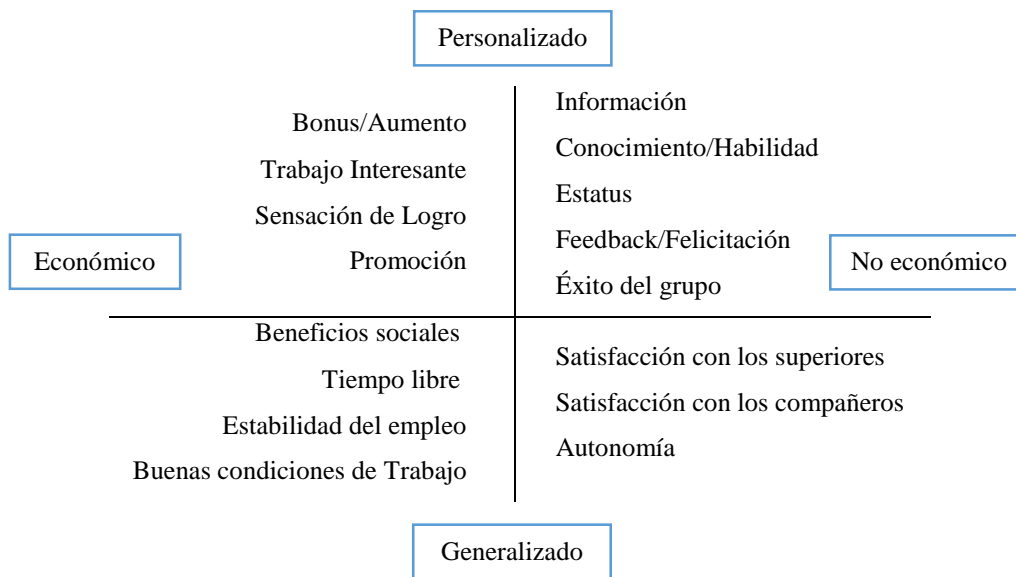 Personalizado
Bonus/Aumento
Trabajo Interesante
Sensación de Logro
Promoción
Información
Conocimiento/Habilidad
Estatus
Feedback/Felicitación
Éxito del grupo
Económico
No económico
Beneficios sociales
Tiempo libre
Estabilidad del empleo
Buenas condiciones de Trabajo
Satisfacción con los superiores
Satisfacción con los compañeros
Autonomía
Generalizado